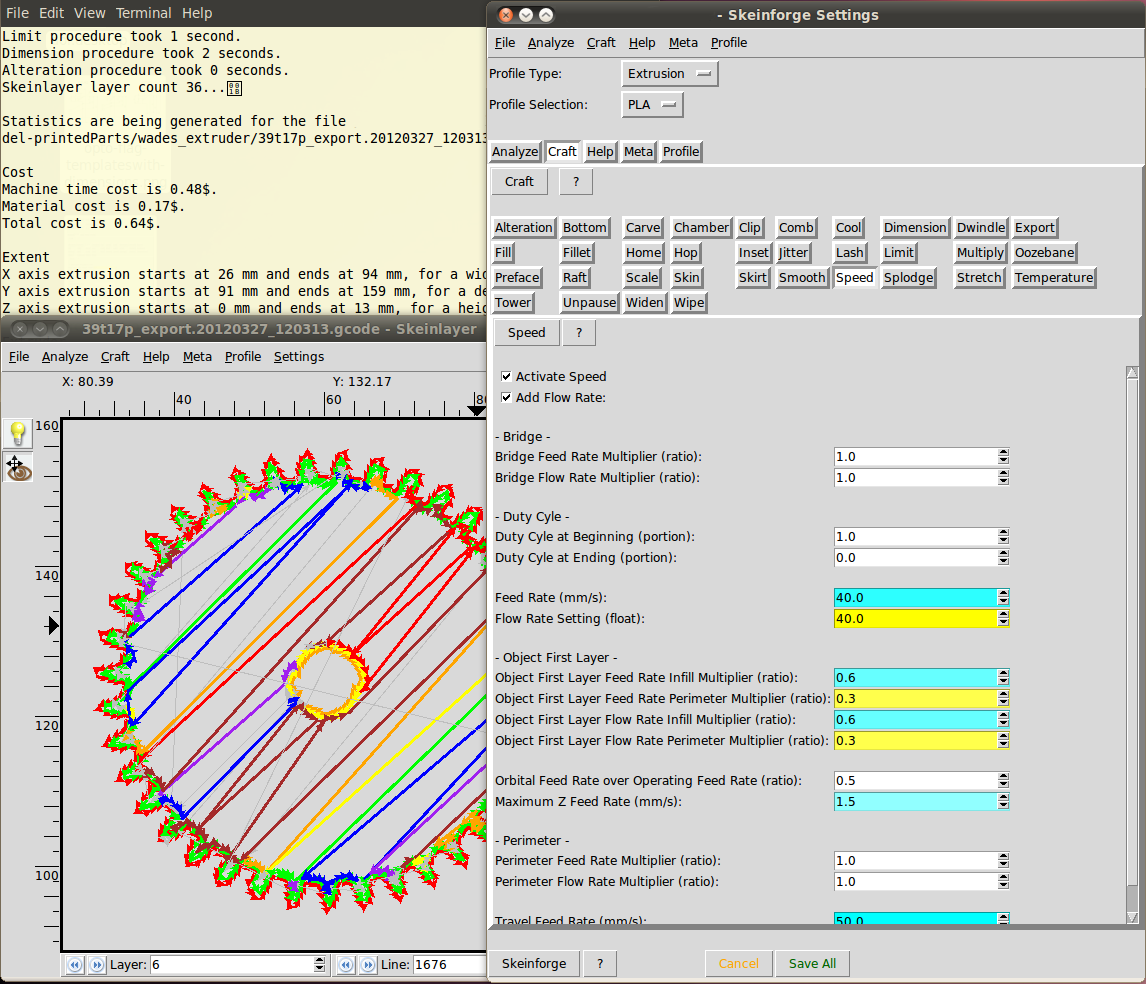 File Edit View Terminal Help
Limit procedure took 1 second.
Dimension procedure took 2 seconds.
Alteration procedure took 0 seconds.
Skeinlayer layer count 36...
Statistics are being generated for the file
del-printedParts/wades_extruder/39t17p_export.20120327_120313
Cost
Machine time cost is 0.48$.
Material cost is 0.17$.
Total cost is 0.64$.
Extent
X axis extrusion starts at 26 mm and ends at 94 mm, for a wid
Y axis extrusion starts at 91 mm and ends at 159 mm, for a de
Z axis extrusion starts at 0 mm and ends at 13 mm, for a heig
39t17p_export.20120327_120313.gcode - Skeinlayer
File Analyze Craft Help Meta Profile Settings
X: 80.39 Y: 132.17
40 60 80
160
140
120
100
Layer: 6 Line: 1676
- Skeinforge Settings
File Analyze Craft Help Meta Profile
Profile Type: Extrusion
Profile Selection: PLA
Analyze Craft Help Meta Profile
Craft ?
Alteration Bottom Carve Chamber Clip Comb Cool Dimension Dwindle Export
Fill Fillet Home Hop Inset Jitter Lash Limit Multiply Oozebane
Preface Raft Scale Skin Skirt Smooth Speed Splodge Stretch Temperature
Tower Unpause Widen Wipe
Speed ?
Activate Speed
Add Flow Rate:
- Bridge -
Bridge Feed Rate Multiplier (ratio): 1.0
Bridge Flow Rate Multiplier (ratio): 1.0
- Duty Cyle -
Duty Cyle at Beginning (portion): 1.0
Duty Cyle at Ending (portion): 0.0
Feed Rate (mm/s): 40.0
Flow Rate Setting (float): 40.0
- Object First Layer -
Object First Layer Feed Rate Infill Multiplier (ratio): 0.6
Object First Layer Feed Rate Perimeter Multiplier (ratio): 0.3
Object First Layer Flow Rate Infill Multiplier (ratio): 0.6
Object First Layer Flow Rate Perimeter Multiplier (ratio): 0.3
Orbital Feed Rate over Operating Feed Rate (ratio): 0.5
Maximum Z Feed Rate (mm/s): 1.5
- Perimeter -
Perimeter Feed Rate Multiplier (ratio): 1.0
Perimeter Flow Rate Multiplier (ratio): 1.0
Travel Feed Rate (mm/s): 50.0
Skeinforge ? Cancel Save All